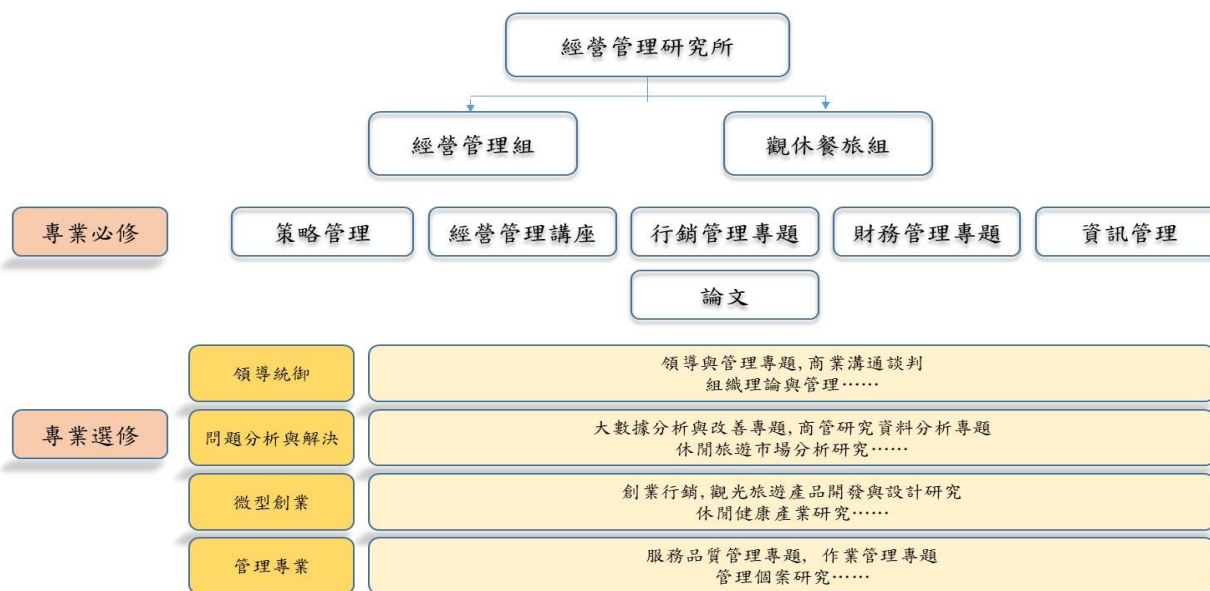 經營管理研究所
經營管理組
觀休餐旅組
專業必修
策略管理
經營管理講座
行銷管理專題
財務管理專題
資訊管理
論文
專業選修
領導統御
領導與管理專題, 商業溝通談判
組織理論與管理……
問題分析與解決
大數據分析與改善專題, 商管研究資料分析專題
休閒旅遊市場分析研究……
微型創業
創業行銷, 觀光旅遊產品開發與設計研究
休閒健康產業研究……
管理專業
服務品質管理專題, 作業管理專題
管理個案研究……